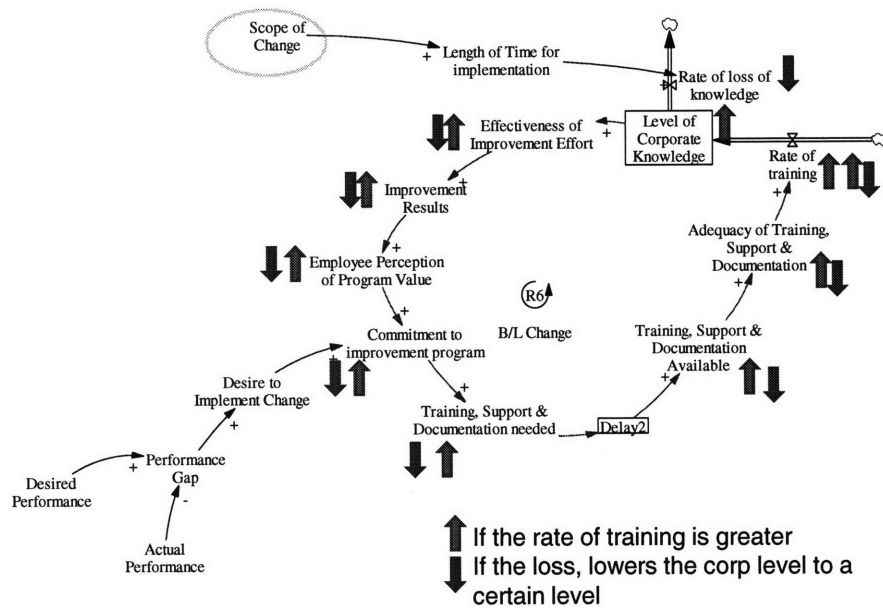 Scope of
Change
+
Length of Time for
implementation
Rate of loss of
knowledge
Effectiveness of
Improvement Effort
+
Level of
Corporate
Knowledge
Rate of
training
+
Improvement
Results
+
Adequacy of Training,
Support &
Documentation
+
Employee Perception
of Program Value
+
R6
B/L Change
Commitment to
improvement program
+
+
Training, Support &
Documentation
Available
+
Desire to
Implement Change
+
Training, Support &
Documentation needed
+
Delay2
Performance
Gap
+
-
Desired
Performance
Actual
Performance
If the rate of training is greater
If the loss, lowers the corp level to a
certain level